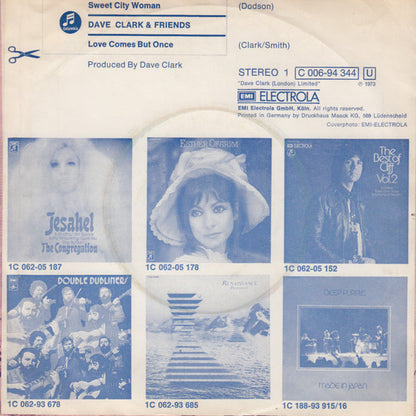 Sweet City Woman (Dodson)
DAVE CLARK & FRIENDS
Love Comes But Once (Clark/Smith)
Produced By Dave Clark
STEREO 1 C 006-94 344 U
"Dave Clark (London) Limited" ℗ 1973
EMI ELECTROLA
EMI Electrola GmbH, Köln. All rights reserved.
Printed in Germany by Druckhaus Maack KG, 588 Lüdenscheid
Coverphoto: EMI-ELECTROLA
Jesahel
The Congregation
1C 062-05 187
ESTHER OFARIM
1C 062-05 178
The Best of Cliff Vol.2
1C 062-05 152
DOUBLE DUBLINERS
1C 062-93 678
RENAISSANCE
Prologue
1C 062-93 685
DEEP PURPLE
MADE IN JAPAN
1C 188-93 915/16